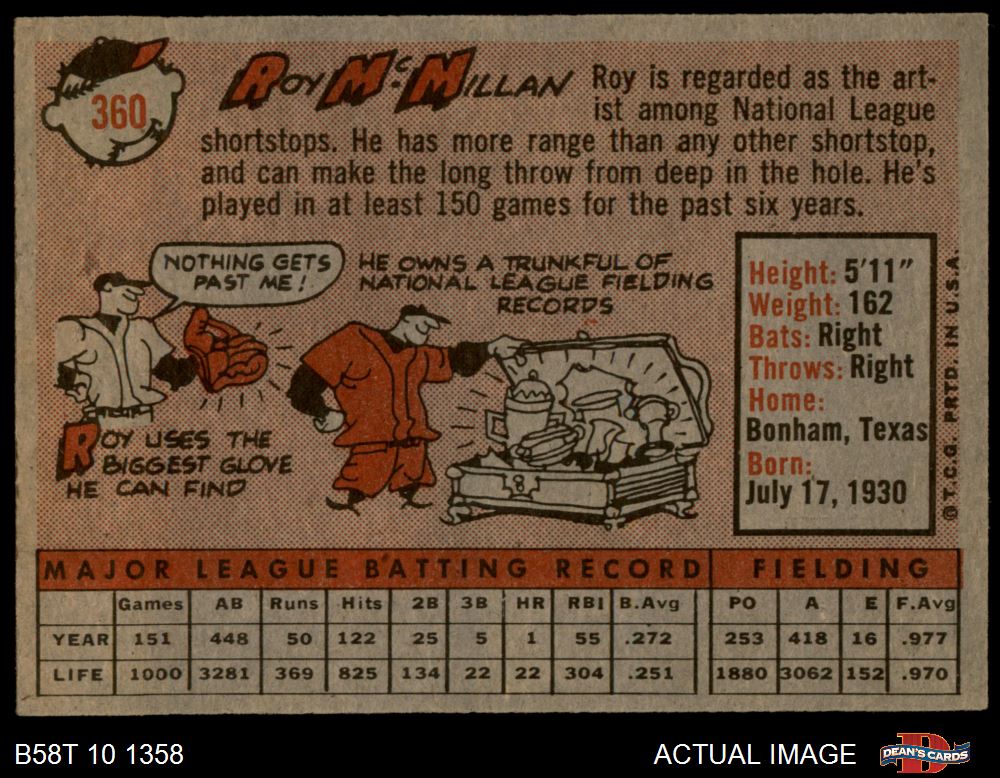 360
ROY McMILLAN
Roy is regarded as the art-
ist among National League
shortstops. He has more range than any other shortstop,
and can make the long throw from deep in the hole. He's
played in at least 150 games for the past six years.
NOTHING GETS
PAST ME!
ROY USES THE
BIGGEST GLOVE
HE CAN FIND
HE OWNS A TRUNKFUL OF
NATIONAL LEAGUE FIELDING
RECORDS
Height: 5'11"
Weight: 162
Bats: Right
Throws: Right
Home:
Bonham, Texas
Born:
July 17, 1930
©T.C.G. PRTD. IN U.S.A.
MAJOR LEAGUE BATTING RECORD FIELDING
Games AB Runs Hits 2B 3B HR RBI B.Avg PO A E F.Avg
YEAR 151 448 50 122 25 5 1 55 .272 253 418 16 .977
LIFE 1000 3281 369 825 134 22 22 304 .251 1880 3062 152 .970
B58T 10 1358
ACTUAL IMAGE
D
DEAN'S CARDS